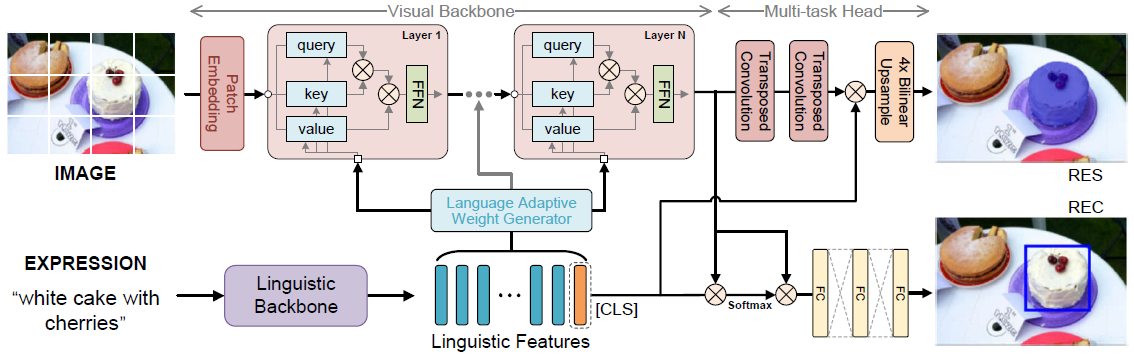 Visual Backbone
Multi-task Head
Patch
Embedding
Layer 1
query
key
value
FFN
Layer N
query
key
value
FFN
Transposed
Convolution
Transposed
Convolution
4x Bilinear
Upsample
IMAGE
RES
Language Adaptive
Weight Generator
REC
EXPRESSION
"white cake with
cherries"
Linguistic
Backbone
[CLS]
Softmax
FC
FC
FC
Linguistic Features